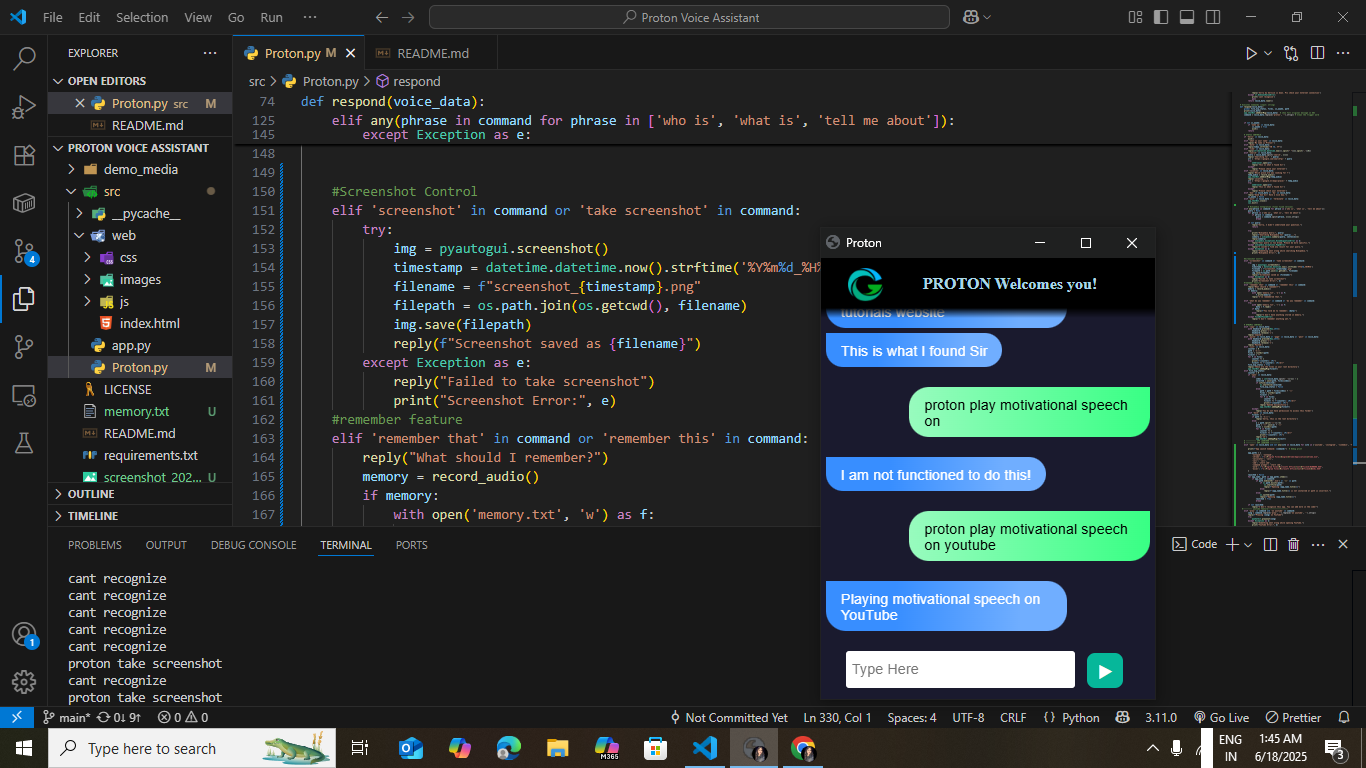 File Edit Selection View Go Run ··· Proton Voice Assistant
EXPLORER
OPEN EDITORS
Proton.py src M
README.md
PROTON VOICE ASSISTANT
demo_media
src
__pycache__
web
css
images
js
index.html
app.py
Proton.py M
LICENSE
memory.txt U
README.md
requirements.txt
screenshot_202... U
OUTLINE
TIMELINE
Proton.py M README.md
src > Proton.py > respond
74 def respond(voice_data):
125 elif any(phrase in command for phrase in ['who is', 'what is', 'tell me about']):
145 except Exception as e:
148
149
150 #Screenshot Control
151 elif 'screenshot' in command or 'take screenshot' in command:
152 try:
153 img = pyautogui.screenshot()
154 timestamp = datetime.datetime.now().strftime('%Y%m%d_%H%
155 filename = f"screenshot_{timestamp}.png"
156 filepath = os.path.join(os.getcwd(), filename)
157 img.save(filepath)
158 reply(f"Screenshot saved as {filename}")
159 except Exception as e:
160 reply("Failed to take screenshot")
161 print("Screenshot Error:", e)
162 #remember feature
163 elif 'remember that' in command or 'remember this' in command:
164 reply("What should I remember?")
165 memory = record_audio()
166 if memory:
167 with open('memory.txt', 'w') as f:
Proton
PROTON Welcomes you!
tutorials website
This is what I found Sir
proton play motivational speech
on
I am not functioned to do this!
proton play motivational speech
on youtube
Playing motivational speech on
YouTube
Type Here
PROBLEMS OUTPUT DEBUG CONSOLE TERMINAL PORTS
Code
cant recognize
cant recognize
cant recognize
cant recognize
cant recognize
proton take screenshot
cant recognize
proton take screenshot
4
1
main* 0↓ 9↑ 0 0 Not Committed Yet Ln 330, Col 1 Spaces: 4 UTF-8 CRLF {} Python 3.11.0 Go Live Prettier
Type here to search
M365
ENG
IN
1:45 AM
6/18/2025
3